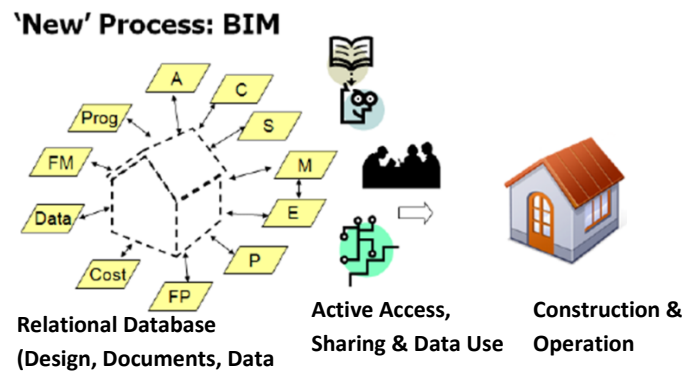 ‘New’ Process: BIM
A
C
Prog
S
FM
M
Data
E
Cost
P
FP
Relational Database
(Design, Documents, Data
Active Access,
Sharing & Data Use
Construction &
Operation